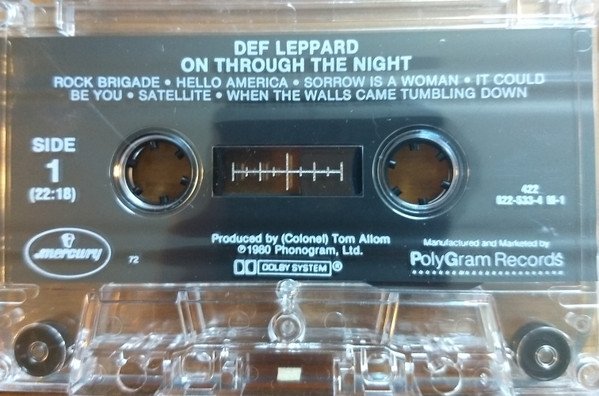 DEF LEPPARD
ON THROUGH THE NIGHT
ROCK BRIGADE • HELLO AMERICA • SORROW IS A WOMAN • IT COULD
BE YOU • SATELLITE • WHEN THE WALLS CAME TUMBLING DOWN
SIDE
1
(22:18)
422
822-533-4 M-1
mercury
72
Produced by (Colonel) Tom Allom
℗1980 Phonogram, Ltd.
DOLBY SYSTEM ®
Manufactured and Marketed by
PolyGram Records